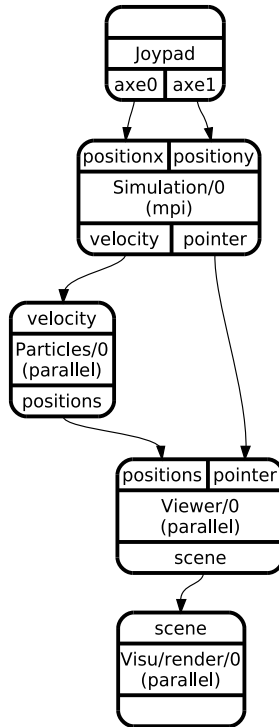 Joypad
axe0 axe1
positionx positiony
Simulation/0
(mpi)
velocity pointer
velocity
Particles/0
(parallel)
positions
positions pointer
Viewer/0
(parallel)
scene
scene
Visu/render/0
(parallel)